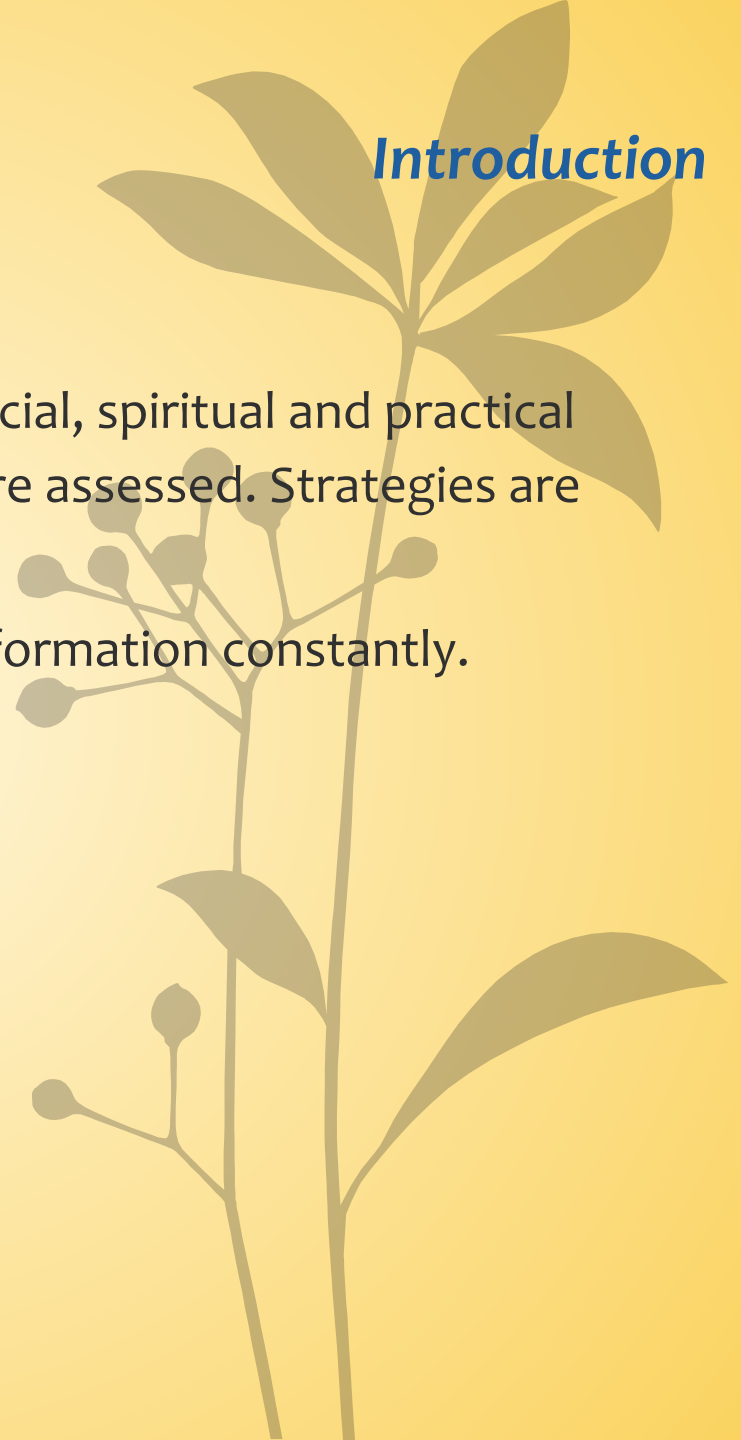 Introduction
cial, spiritual and practical
re assessed. Strategies are
formation constantly.